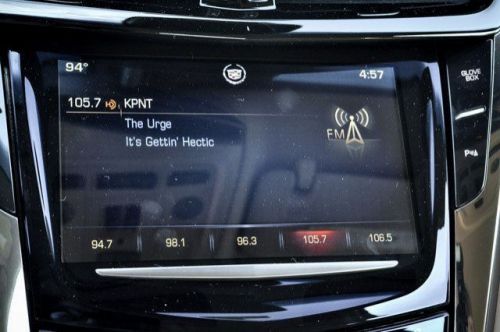 94° 4:57
105.7 KPNT
The Urge
It's Gettin' Hectic
FM
94.7 98.1 96.3 105.7 106.5
GLOVE
BOX